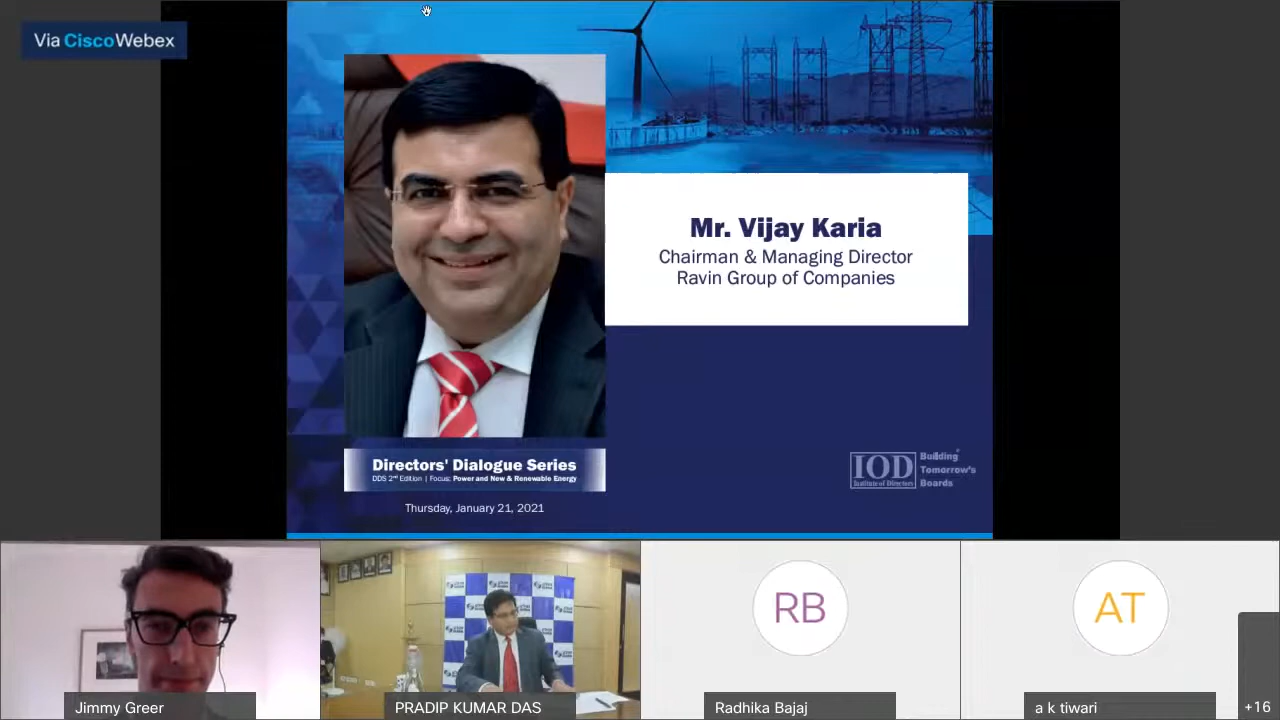 Via Cisco Webex
Mr. Vijay Karia
Chairman & Managing Director
Ravin Group of Companies
Directors' Dialogue Series
DDS 2nd Edition | Focus: Power and New & Renewable Energy
Thursday, January 21, 2021
IOD
Institute of Directors
Building
Tomorrow's
Boards
RB
AT
Jimmy Greer
PRADIP KUMAR DAS
Radhika Bajaj
a k tiwari
+16